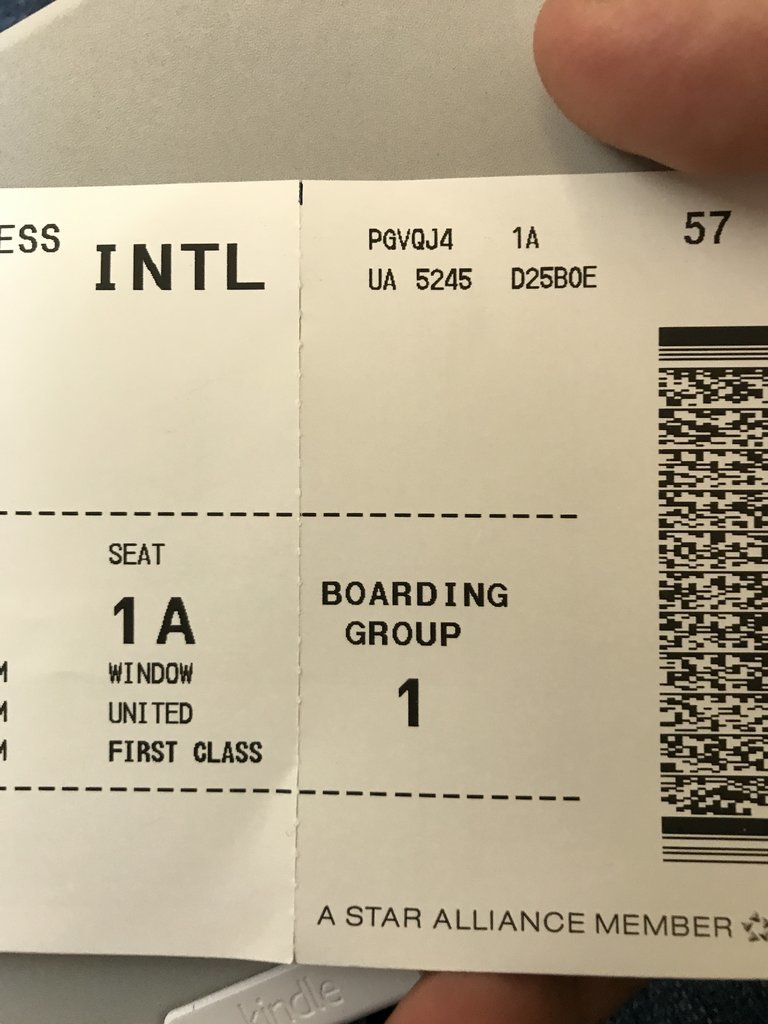 ESS
INTL
SEAT
1A
M WINDOW
M UNITED
M FIRST CLASS
PGVQJ4 1A 57
UA 5245 D25B0E
BOARDING
GROUP
1
A STAR ALLIANCE MEMBER
kindle